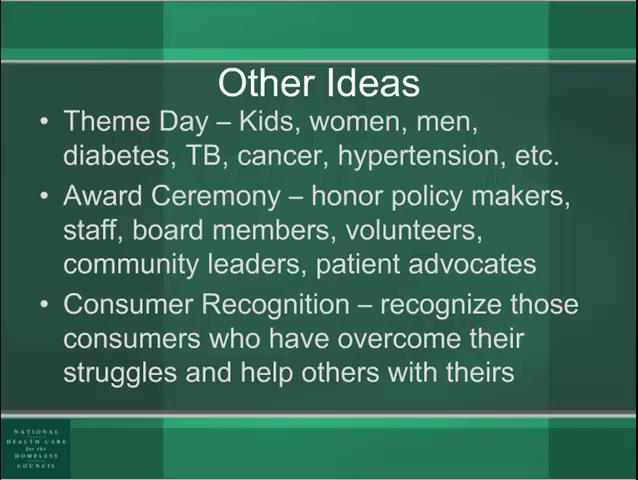 Other Ideas
• Theme Day – Kids, women, men,
diabetes, TB, cancer, hypertension, etc.
• Award Ceremony – honor policy makers,
staff, board members, volunteers,
community leaders, patient advocates
• Consumer Recognition – recognize those
consumers who have overcome their
struggles and help others with theirs
NATIONAL
HEALTH CARE
for the
HOMELESS
COUNCIL